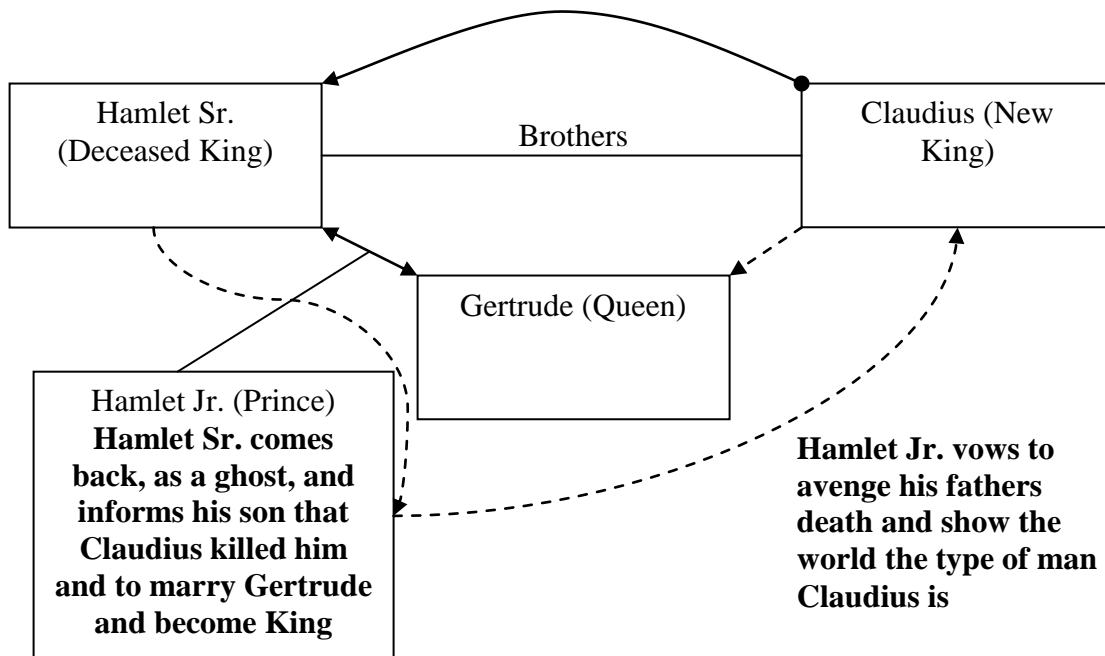 Hamlet Sr.
(Deceased King)
Brothers
Claudius (New
King)
Gertrude (Queen)
Hamlet Jr. (Prince)
Hamlet Sr. comes
back, as a ghost, and
informs his son that
Claudius killed him
and to marry Gertrude
and become King
Hamlet Jr. vows to
avenge his fathers
death and show the
world the type of man
Claudius is